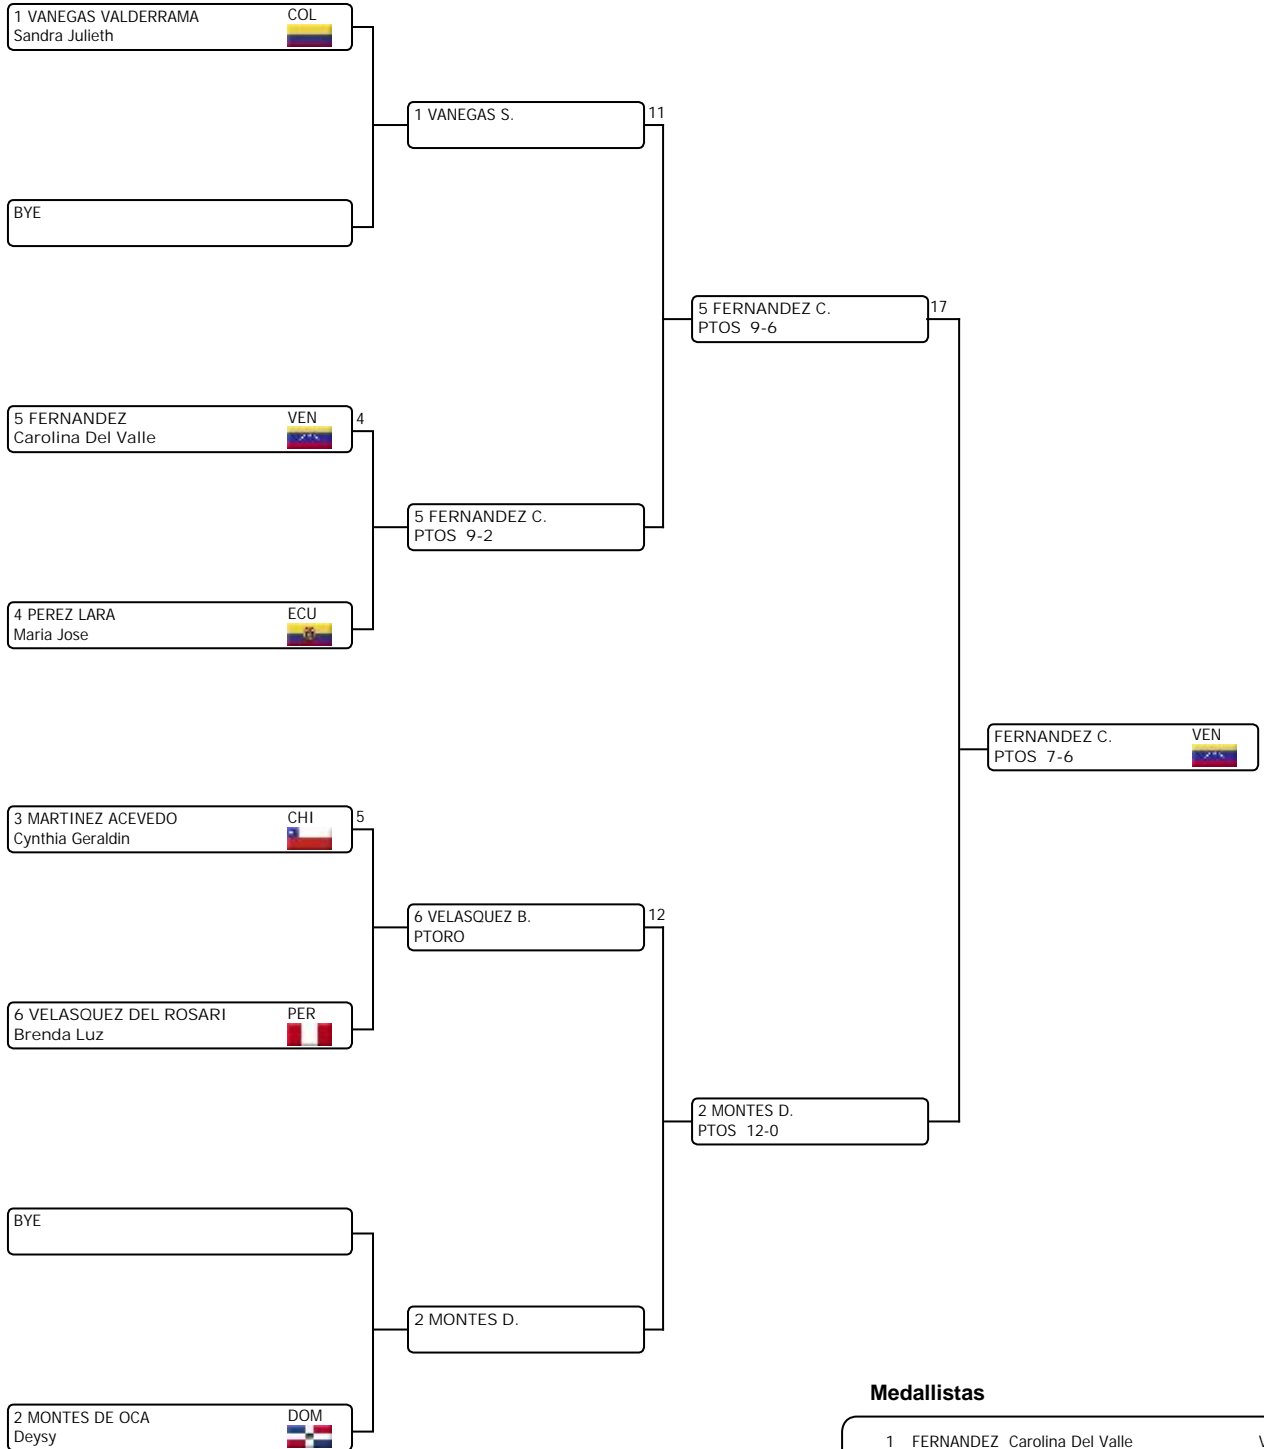 1 VANEGAS VALDERRAMA COL
Sandra Julieth
1 VANEGAS S. 11
BYE
5 FERNANDEZ C. 17
PTOS 9-6
5 FERNANDEZ VEN 4
Carolina Del Valle
5 FERNANDEZ C.
PTOS 9-2
4 PEREZ LARA ECU
Maria Jose
FERNANDEZ C. VEN
PTOS 7-6
3 MARTINEZ ACEVEDO CHI 5
Cynthia Geraldin
6 VELASQUEZ B. 12
PTORO
6 VELASQUEZ DEL ROSARI PER
Brenda Luz
2 MONTES D.
PTOS 12-0
BYE
2 MONTES D.
Medallistas
2 MONTES DE OCA DOM
Deysy
1 FERNANDEZ Carolina Del Valle